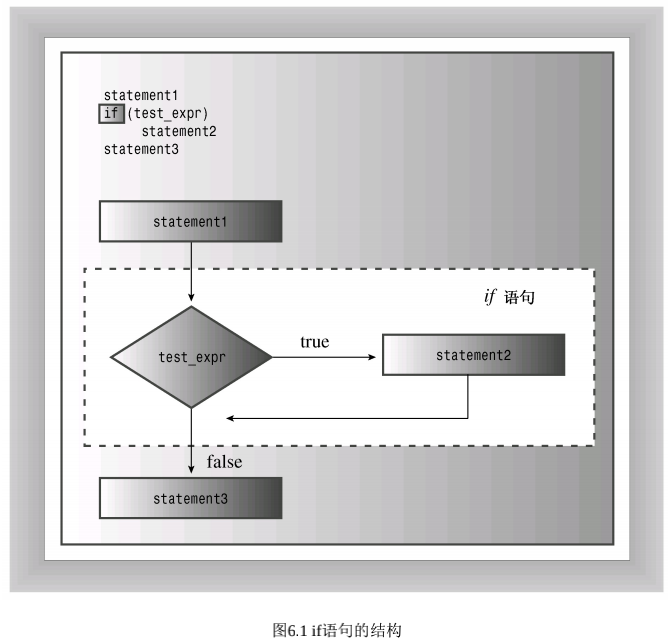 statement1
if (test_expr)
statement2
statement3
statement1
if 语句
test_expr
true
statement2
false
statement3
图6.1 if语句的结构